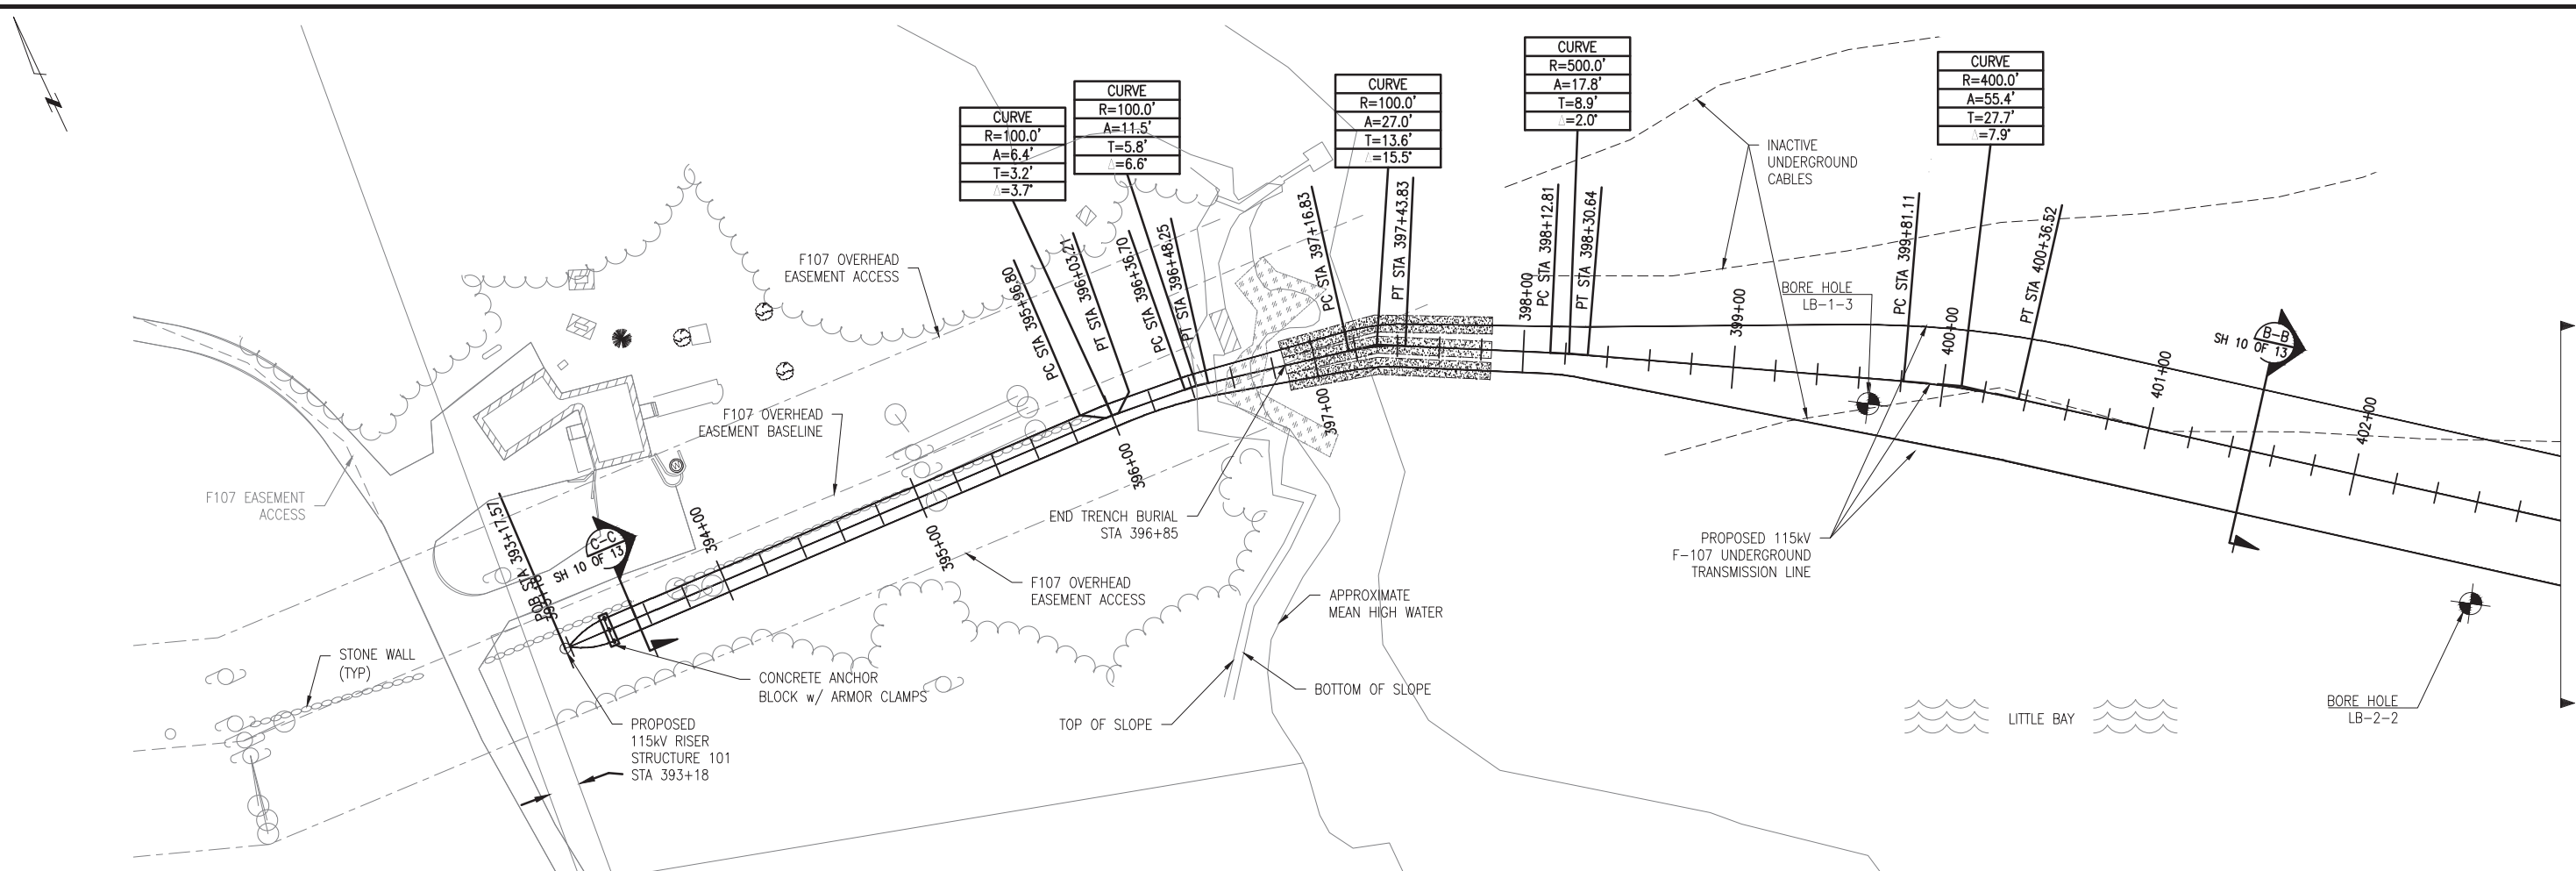 CURVE
R=100.0'
A=6.4'
T=3.2'
△=3.7°
CURVE
R=100.0'
A=11.5'
T=5.8'
△=6.6°
CURVE
R=100.0'
A=27.0'
T=13.6'
△=15.5°
CURVE
R=500.0'
A=17.8'
T=8.9'
△=2.0°
CURVE
R=400.0'
A=55.4'
T=27.7'
△=7.9°
INACTIVE
UNDERGROUND
CABLES
F107 OVERHEAD
EASEMENT ACCESS
PC STA 395+96.80
PT STA 396+03.21
PC STA 396+36.70
PT STA 396+48.25
PC STA 397+16.83
PT STA 397+43.83
398+00
PC STA 398+12.81
PT STA 398+30.64
399+00
BORE HOLE
LB-1-3
PC STA 399+81.11
400+00
PT STA 400+36.52
401+00
402+00
B-B
SH 10 OF 13
F107 OVERHEAD
EASEMENT BASELINE
W
F107 EASEMENT
ACCESS
POB STA 393+17.57
C-C
SH 10 OF 13
394+00
395+00
396+00
397+00
END TRENCH BURIAL
STA 396+85
F107 OVERHEAD
EASEMENT ACCESS
PROPOSED 115kV
F-107 UNDERGROUND
TRANSMISSION LINE
APPROXIMATE
MEAN HIGH WATER
STONE WALL
(TYP)
CONCRETE ANCHOR
BLOCK w/ ARMOR CLAMPS
BOTTOM OF SLOPE
TOP OF SLOPE
PROPOSED
115kV RISER
STRUCTURE 101
STA 393+18
LITTLE BAY
BORE HOLE
LB-2-2